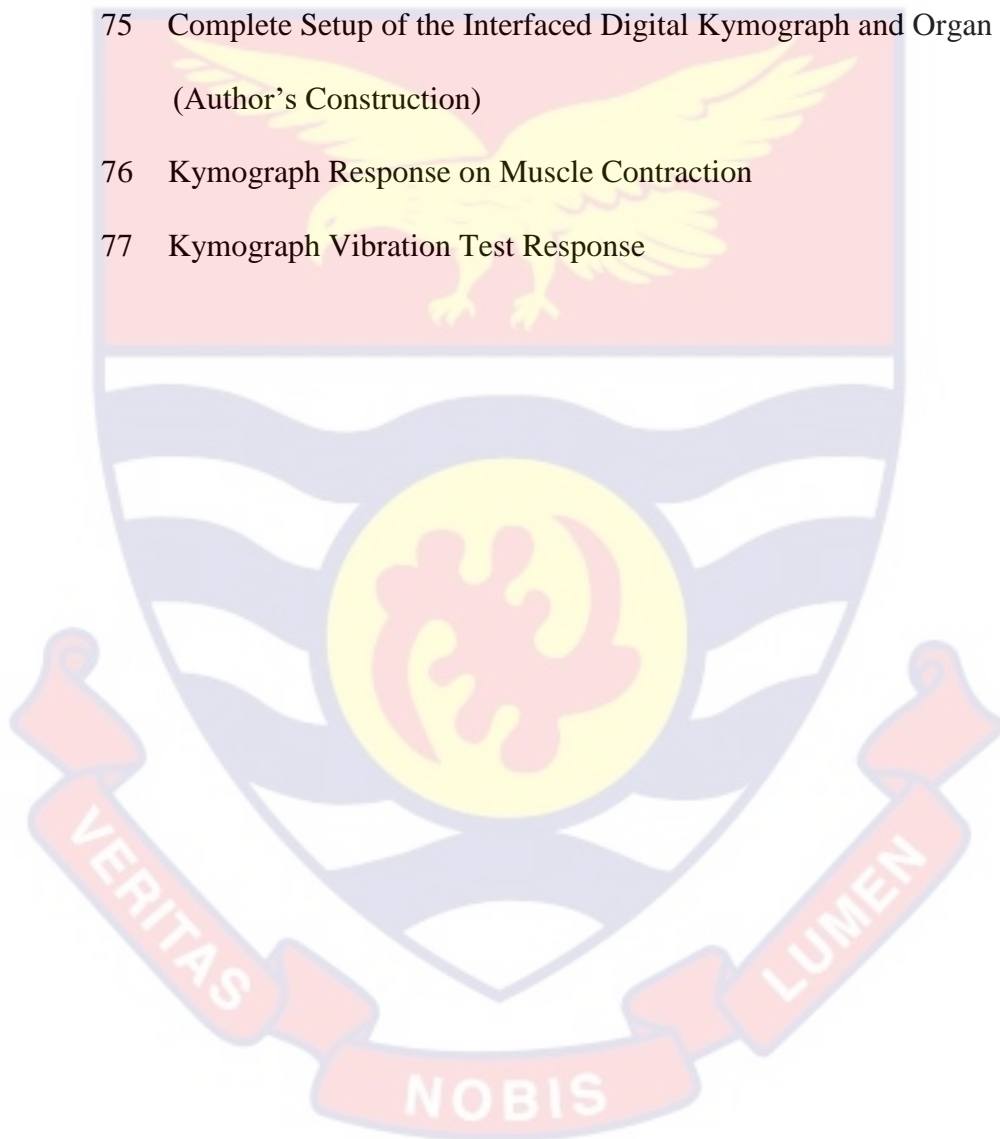 75 Complete Setup of the Interfaced Digital Kymograph and Organ
(Author’s Construction)
76 Kymograph Response on Muscle Contraction
77 Kymograph Vibration Test Response
VERITAS
NOBIS
LUMEN